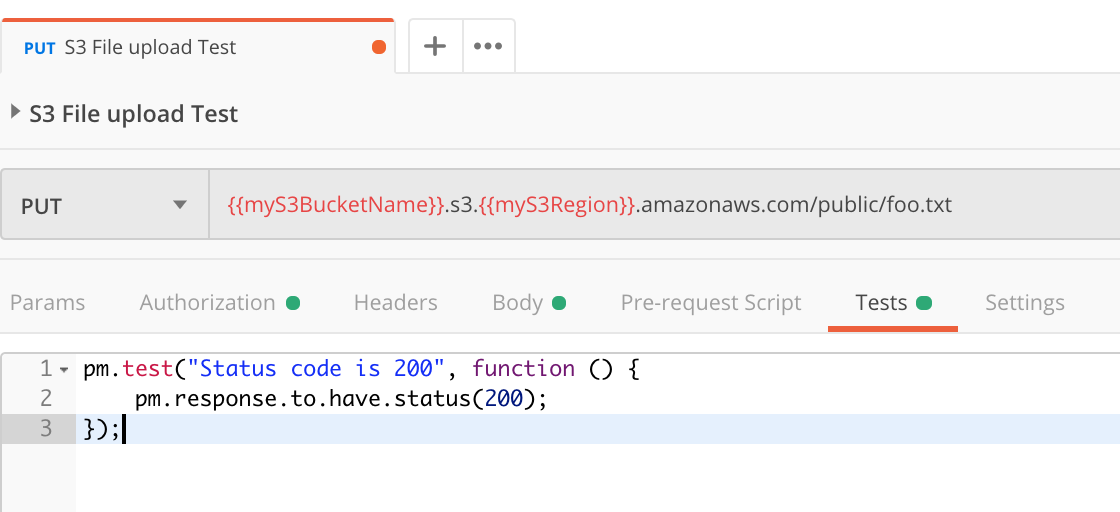 PUT S3 File upload Test
S3 File upload Test
PUT {{myS3BucketName}}.s3.{{myS3Region}}.amazonaws.com/public/foo.txt
Params Authorization Headers Body Pre-request Script Tests Settings
1 pm.test("Status code is 200", function () {
2 pm.response.to.have.status(200);
3 });